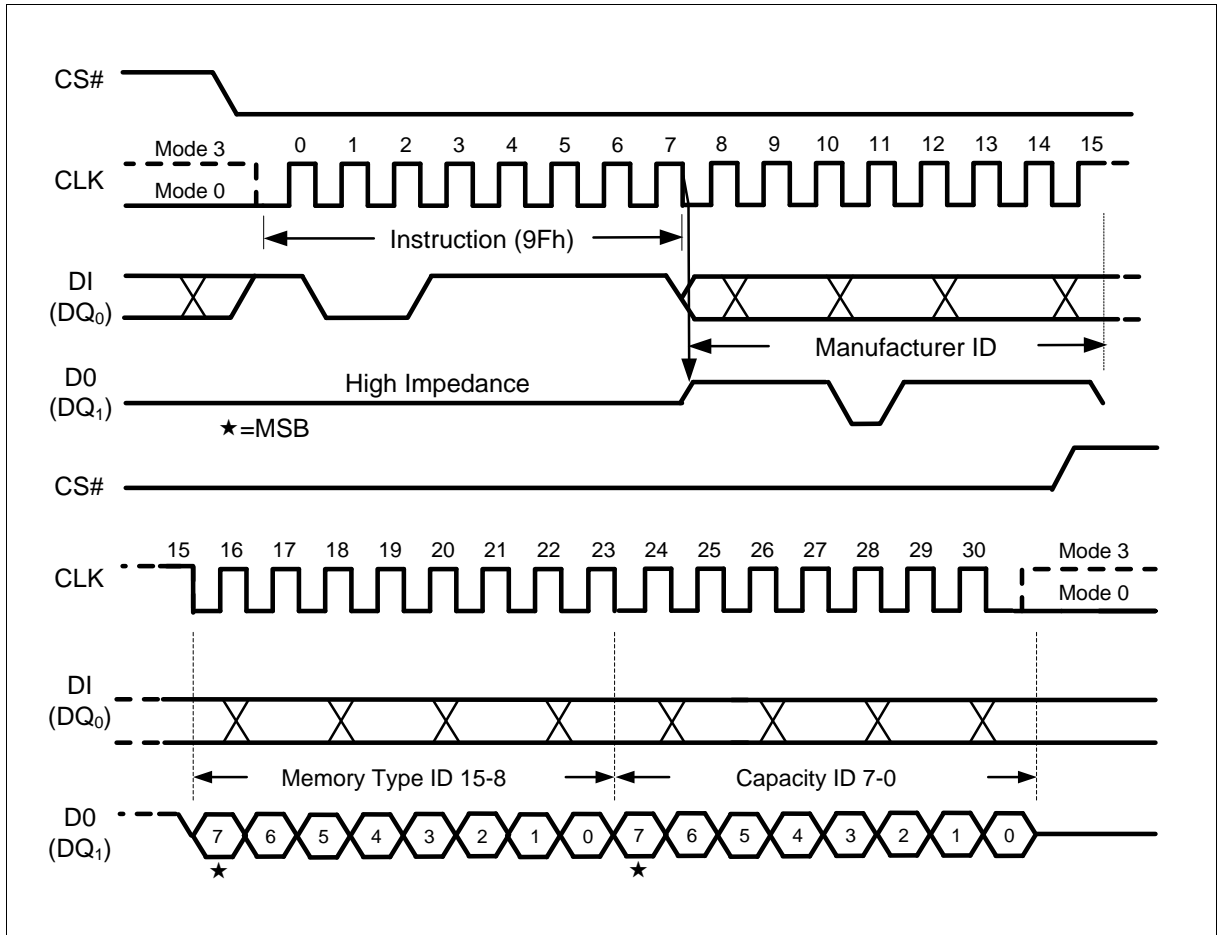 CS#
Mode 3
0 1 2 3 4 5 6 7 8 9 10 11 12 13 14 15
CLK
Mode 0
Instruction (9Fh)
DI
(DQ0)
Manufacturer ID
D0
(DQ1)
High Impedance
★=MSB
CS#
15 16 17 18 19 20 21 22 23 24 25 26 27 28 29 30
Mode 3
CLK
Mode 0
DI
(DQ0)
Memory Type ID 15-8
Capacity ID 7-0
D0
(DQ1)
7 6 5 4 3 2 1 0 7 6 5 4 3 2 1 0
★ ★